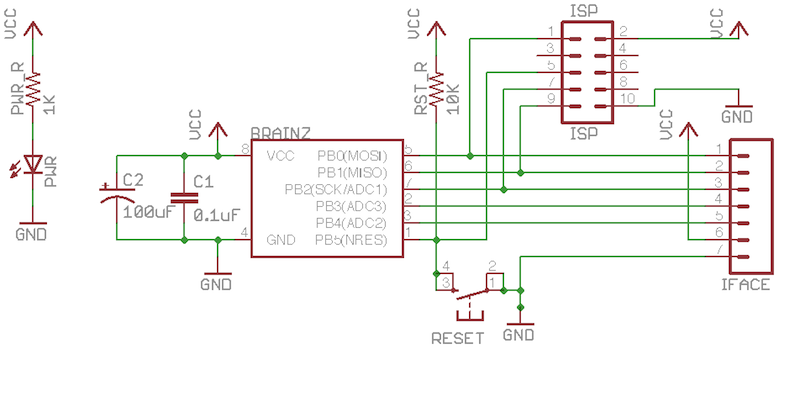 VCC
PWR_R
1K
PWR
GND
VCC
C2
100uF
C1
0.1uF
GND
BRAINZ
8
VCC
4
GND
PB0(MOSI)
5
PB1(MISO)
6
PB2(SCK/ADC1)
7
PB3(ADC3)
2
PB4(ADC2)
3
PB5(NRES)
1
VCC
RST_R
10K
4
3
2
1
RESET
GND
ISP
1
2
3
4
5
6
7
8
9
10
ISP
VCC
GND
VCC
1
2
3
4
5
6
7
IFACE